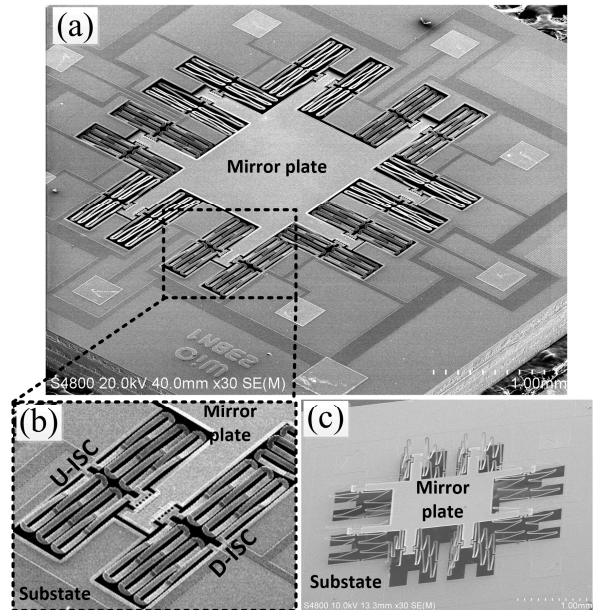 (a)
Mirror plate
S4800 20.0kV 40.0mm x30 SE(M)
1.00mm
(b)
Mirror
plate
U-ISC
D-ISC
Substate
(c)
Mirror
plate
Substate
S4800 10.0kV 13.3mm x30 SE(M)
1.00mm